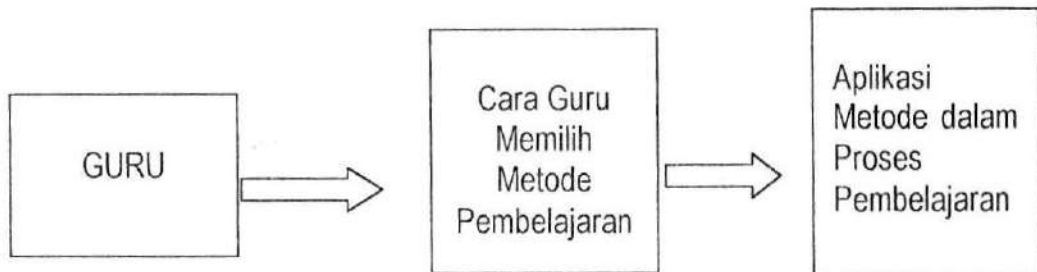 GURU
Cara Guru
Memilih
Metode
Pembelajaran
Aplikasi
Metode dalam
Proses
Pembelajaran